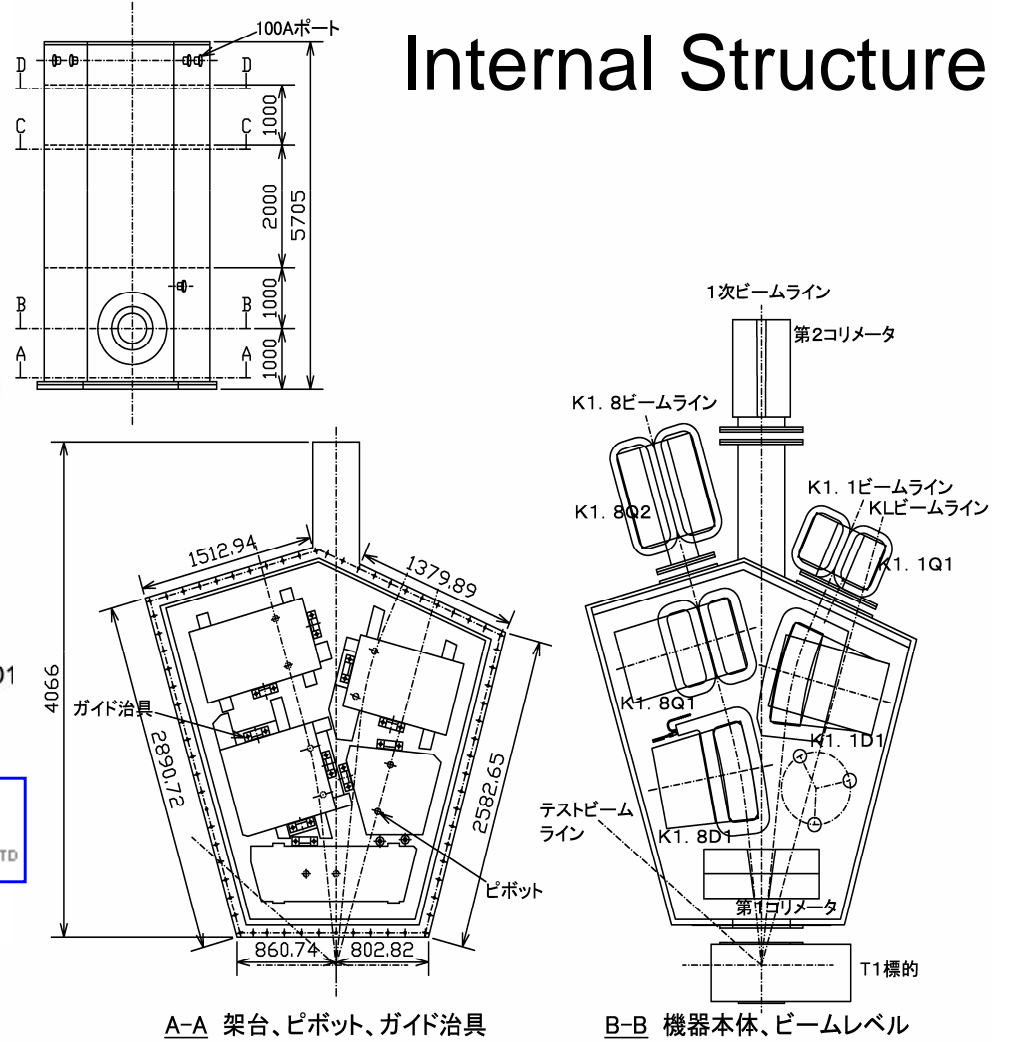 Internal Structure
100Aポート
D
D
C
C
B
B
A
A
1000
2000
1000
1000
5705
1次ビームライン
第2コリメータ
K1. 8ビームライン
K1. 8Q2
K1. 1ビームライン
KLビームライン
K1. 1Q1
1512,94
1379,89
4066
ガイド治具
2890,72
2582,65
ピボット
860,74
802,82
K1. 8Q1
K1. 1D1
K1. 8D1
テストビーム
ライン
第1コリメータ
T1標的
A-A 架台、ピボット、ガイド治具
B-B 機器本体、ビームレベル
01
TD